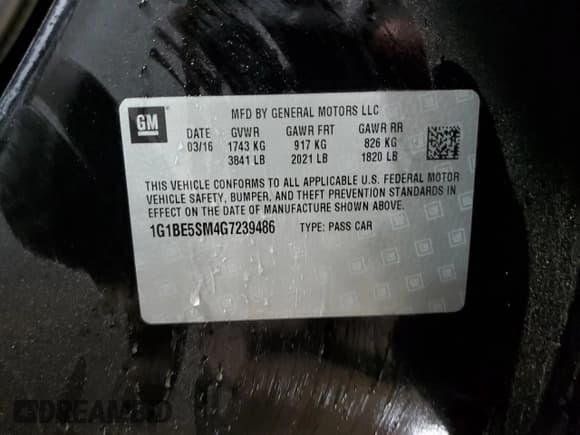 GM
MFD BY GENERAL MOTORS LLC
DATE GVWR GAWR FRT GAWR RR
03/16 1743 KG 917 KG 826 KG
3841 LB 2021 LB 1820 LB
THIS VEHICLE CONFORMS TO ALL APPLICABLE U.S. FEDERAL MOTOR
VEHICLE SAFETY, BUMPER, AND THEFT PREVENTION STANDARDS IN
EFFECT ON THE DATE OF MANUFACTURE SHOWN ABOVE.
1G1BE5SM4G7239486 TYPE: PASS CAR
DREAMBID